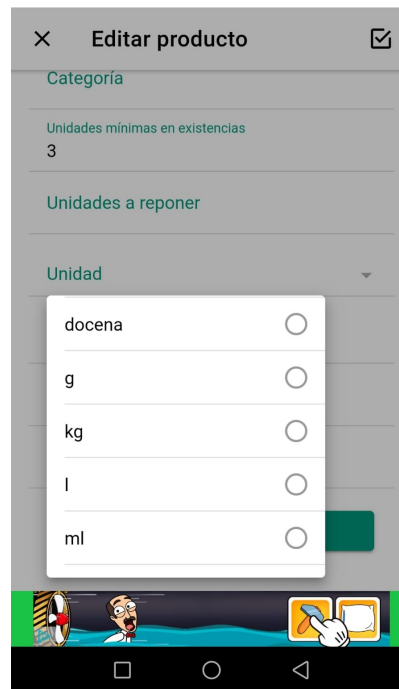 Editar producto
Categoría
Unidades mínimas en existencias
3
Unidades a reponer
Unidad
docena
g
kg
l
ml